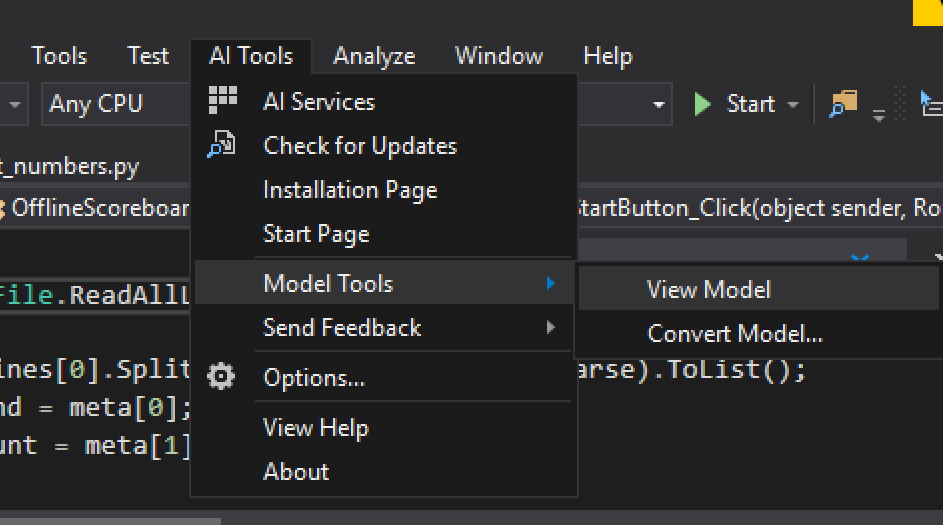 Tools Test AI Tools Analyze Window Help
Any CPU Start
AI Services
Check for Updates
t_numbers.py
Installation Page
OfflineScoreboar
StartButton_Click(object sender, Ro
Start Page
Model Tools
View Model
File.ReadAllL
Send Feedback
Convert Model...
ines[0].Split
Options...
arse).ToList();
nd = meta[0];
View Help
unt = meta[1]
About